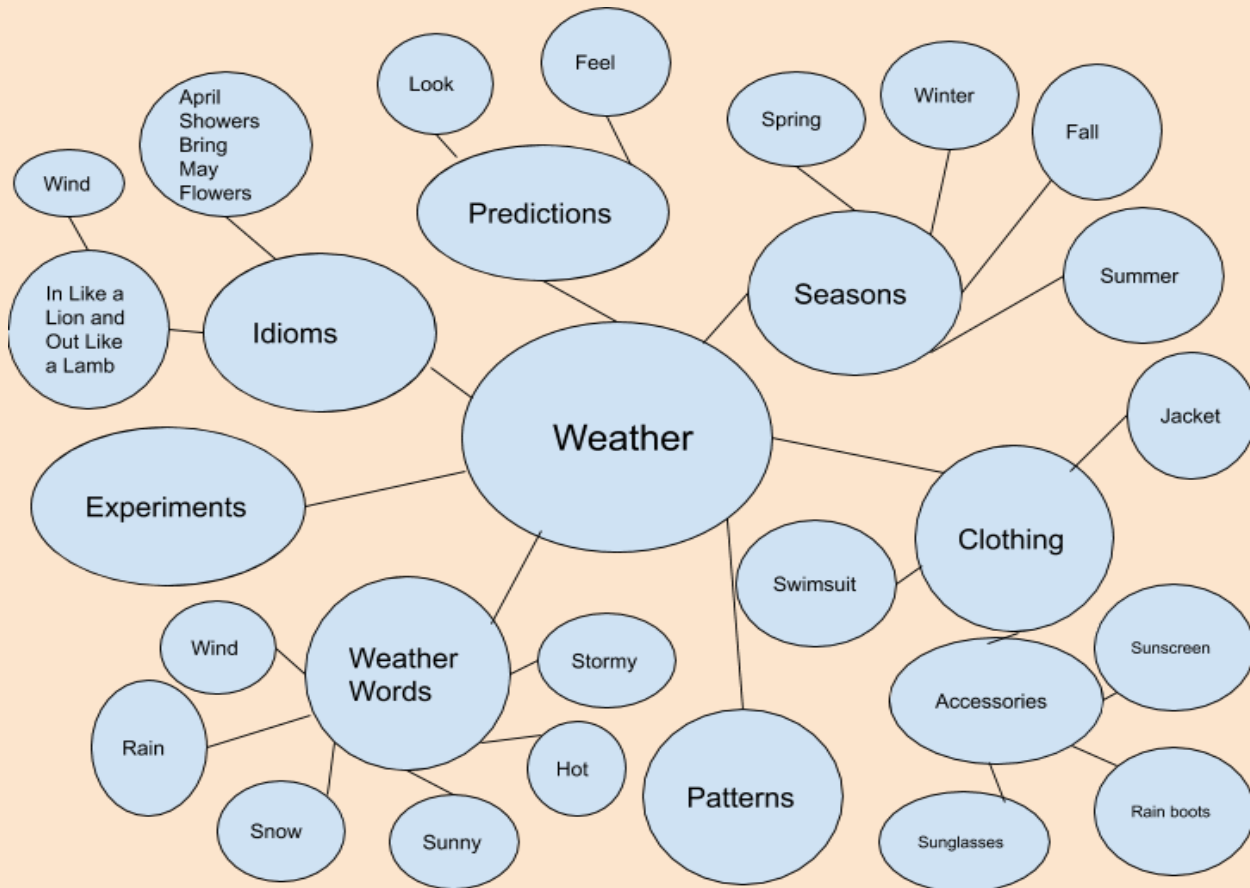 Look
Feel
Spring
Winter
Fall
Summer
April
Showers
Bring
May
Flowers
Wind
Predictions
Seasons
In Like a
Lion and
Out Like
a Lamb
Idioms
Weather
Jacket
Experiments
Clothing
Swimsuit
Wind
Weather
Words
Stormy
Sunscreen
Accessories
Rain
Hot
Patterns
Snow
Sunny
Sunglasses
Rain boots